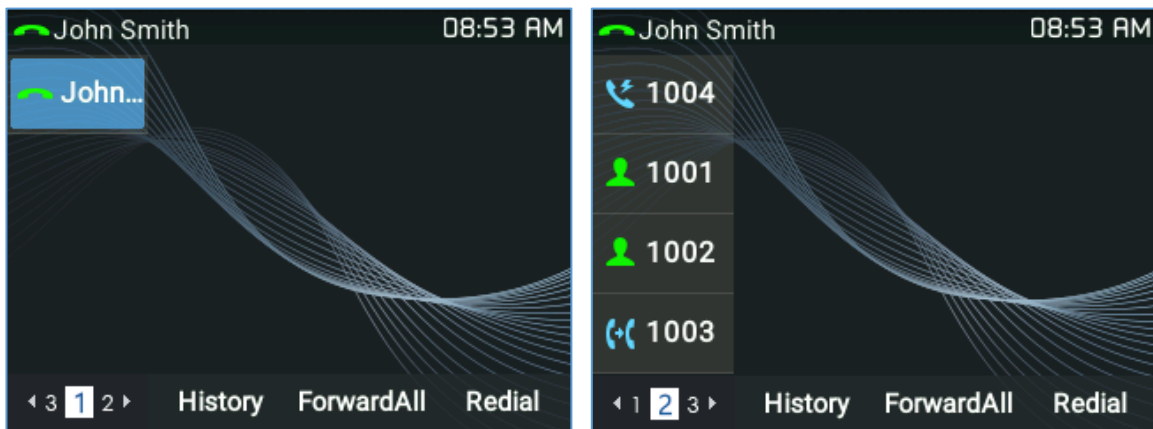 John Smith 08:53 AM
John...
3 1 2 History ForwardAll Redial
John Smith 08:53 AM
1004
1001
1002
1003
1 2 3 History ForwardAll Redial